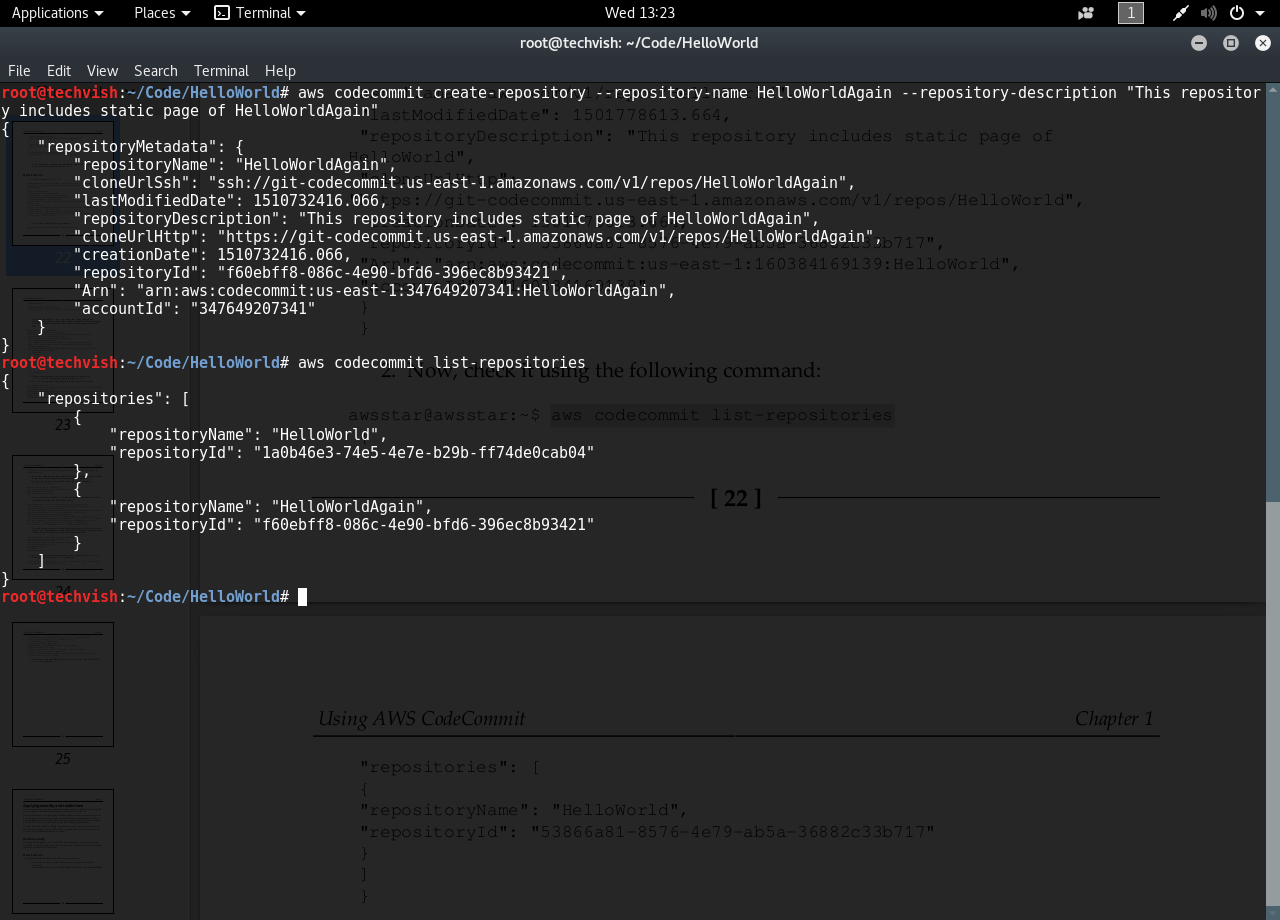 Applications Places Terminal Wed 13:23 1
root@techvish: ~/Code/HelloWorld
File Edit View Search Terminal Help
root@techvish:~/Code/HelloWorld# aws codecommit create-repository --repository-name HelloWorldAgain --repository-description "This repositor
y includes static page of HelloWorldAgain"
{
    "repositoryMetadata": {
        "repositoryName": "HelloWorldAgain",
        "cloneUrlSsh": "ssh://git-codecommit.us-east-1.amazonaws.com/v1/repos/HelloWorldAgain",
        "lastModifiedDate": 1510732416.066,
        "repositoryDescription": "This repository includes static page of HelloWorldAgain",
        "cloneUrlHttp": "https://git-codecommit.us-east-1.amazonaws.com/v1/repos/HelloWorldAgain",
        "creationDate": 1510732416.066,
        "repositoryId": "f60ebff8-086c-4e90-bfd6-396ec8b93421",
        "Arn": "arn:aws:codecommit:us-east-1:347649207341:HelloWorldAgain",
        "accountId": "347649207341"
    }
}
root@techvish:~/Code/HelloWorld# aws codecommit list-repositories
{
    "repositories": [
        {
            "repositoryName": "HelloWorld",
            "repositoryId": "1a0b46e3-74e5-4e7e-b29b-ff74de0cab04"
        },
        {
            "repositoryName": "HelloWorldAgain",
            "repositoryId": "f60ebff8-086c-4e90-bfd6-396ec8b93421"
        }
    ]
}
root@techvish:~/Code/HelloWorld#
"lastModifiedDate": 1501778613.664,
"repositoryDescription": "This repository includes static page of
HelloWorld",
"https://git-codecommit.us-east-1.amazonaws.com/v1/repos/HelloWorld",
"Arn": "arn:aws:codecommit:us-east-1:160384169139:HelloWorld",
}
}
2. Now, check it using the following command:
awsstar@awsstar:~$ aws codecommit list-repositories
[ 22 ]
Using AWS CodeCommit Chapter 1
"repositories": [
{
"repositoryName": "HelloWorld",
"repositoryId": "53866a81-8576-4e79-ab5a-36882c33b717"
}
]
}
22
23
24
25